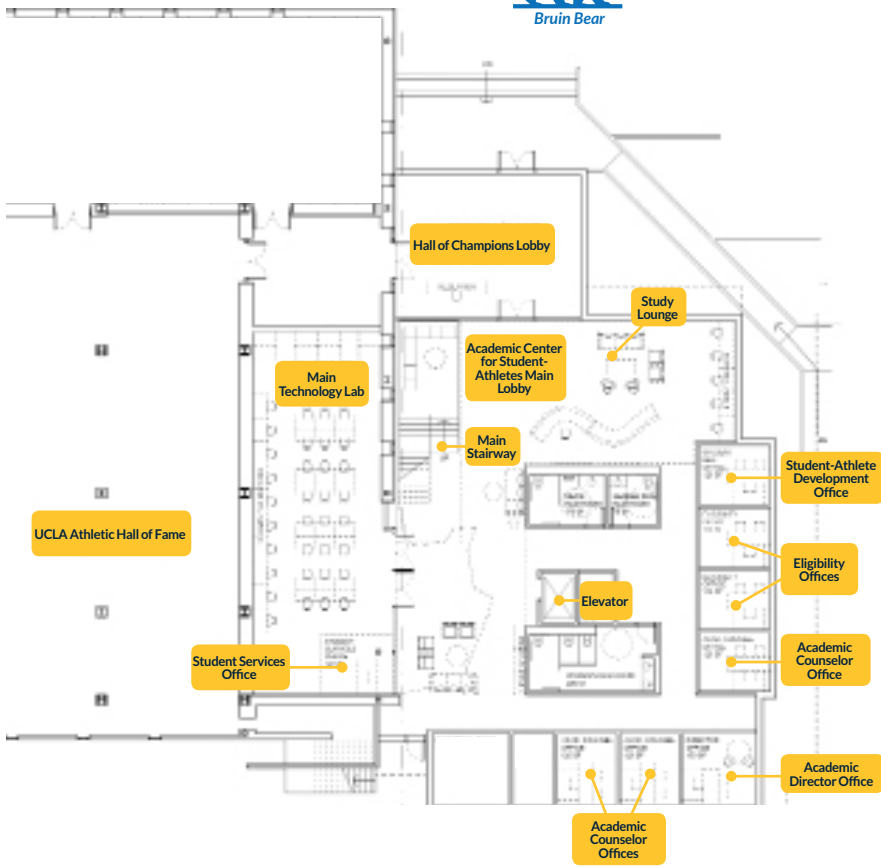 Bruin Bear
Hall of Champions Lobby
Study
Lounge
Academic Center
for Student-
Athletes Main
Lobby
Main
Technology Lab
Main
Stairway
Student-Athlete
Development
Office
UCLA Athletic Hall of Fame
Eligibility
Offices
Elevator
Student Services
Office
Academic
Counselor
Office
Academic
Director Office
Academic
Counselor
Offices